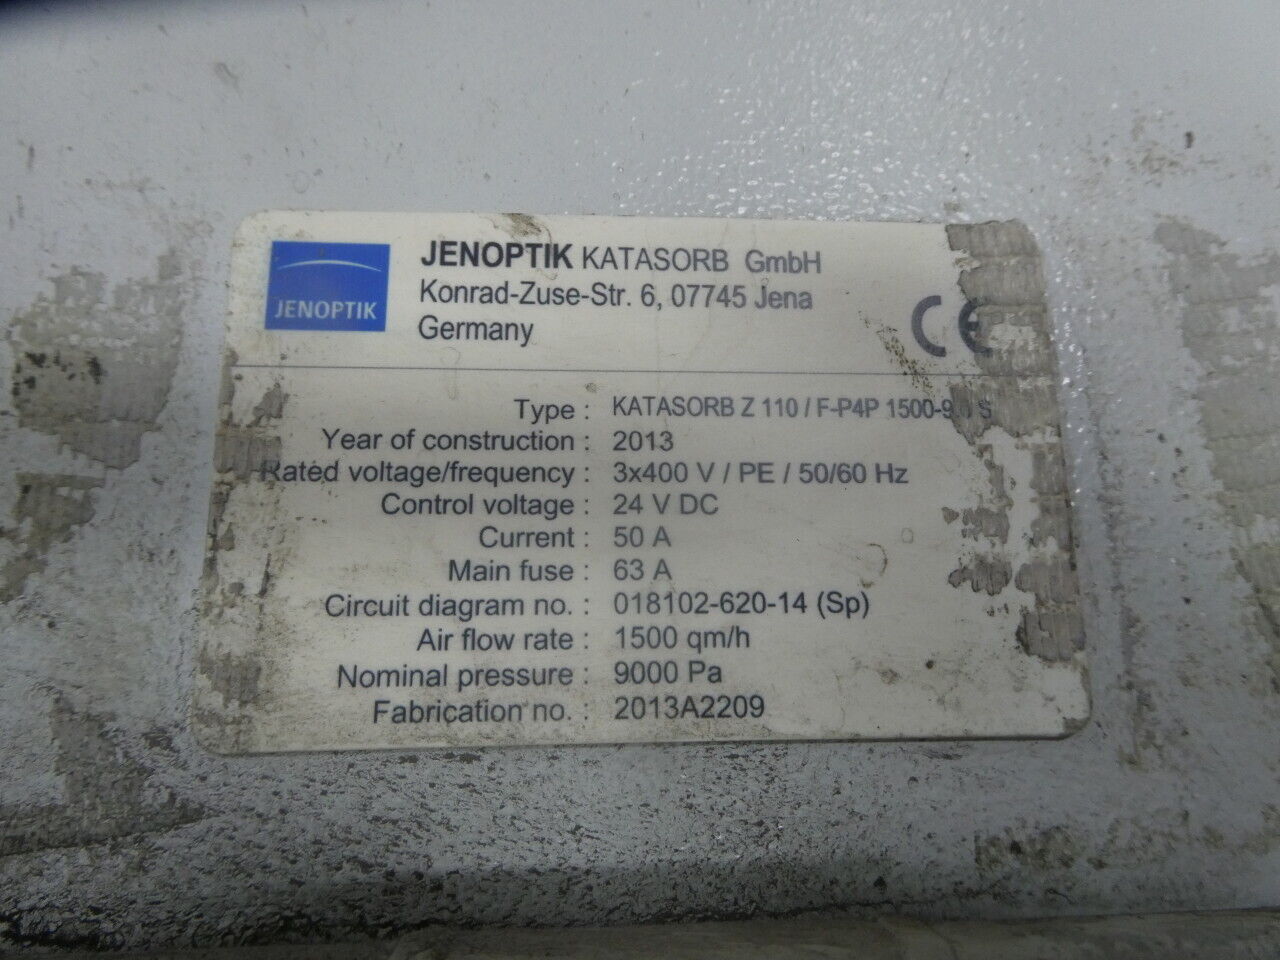 JENOPTIK
JENOPTIK KATASORB GmbH
Konrad-Zuse-Str. 6, 07745 Jena
Germany
CE
Type : KATASORB Z 110 / F-P4P S
Year of construction : 2013
Rated voltage/frequency : 3x400 V / PE / 50/60 Hz
Control voltage : 24 V DC
Current : 50 A
Main fuse : 63 A
Circuit diagram no. : 018102-620-14 (Sp)
Air flow rate : 1500 qm/h
Nominal pressure : 9000 Pa
Fabrication no. : 2013A2209